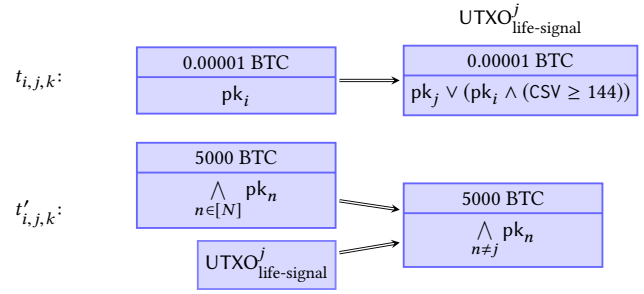 UTXO^j_life-signal
t_{i,j,k}:
0.00001 BTC
pk_i
0.00001 BTC
pk_j ∨ (pk_i ∧ (CSV ≥ 144))
t′_{i,j,k}:
5000 BTC
⋀_{n∈[N]} pk_n
UTXO^j_life-signal
5000 BTC
⋀_{n≠j} pk_n